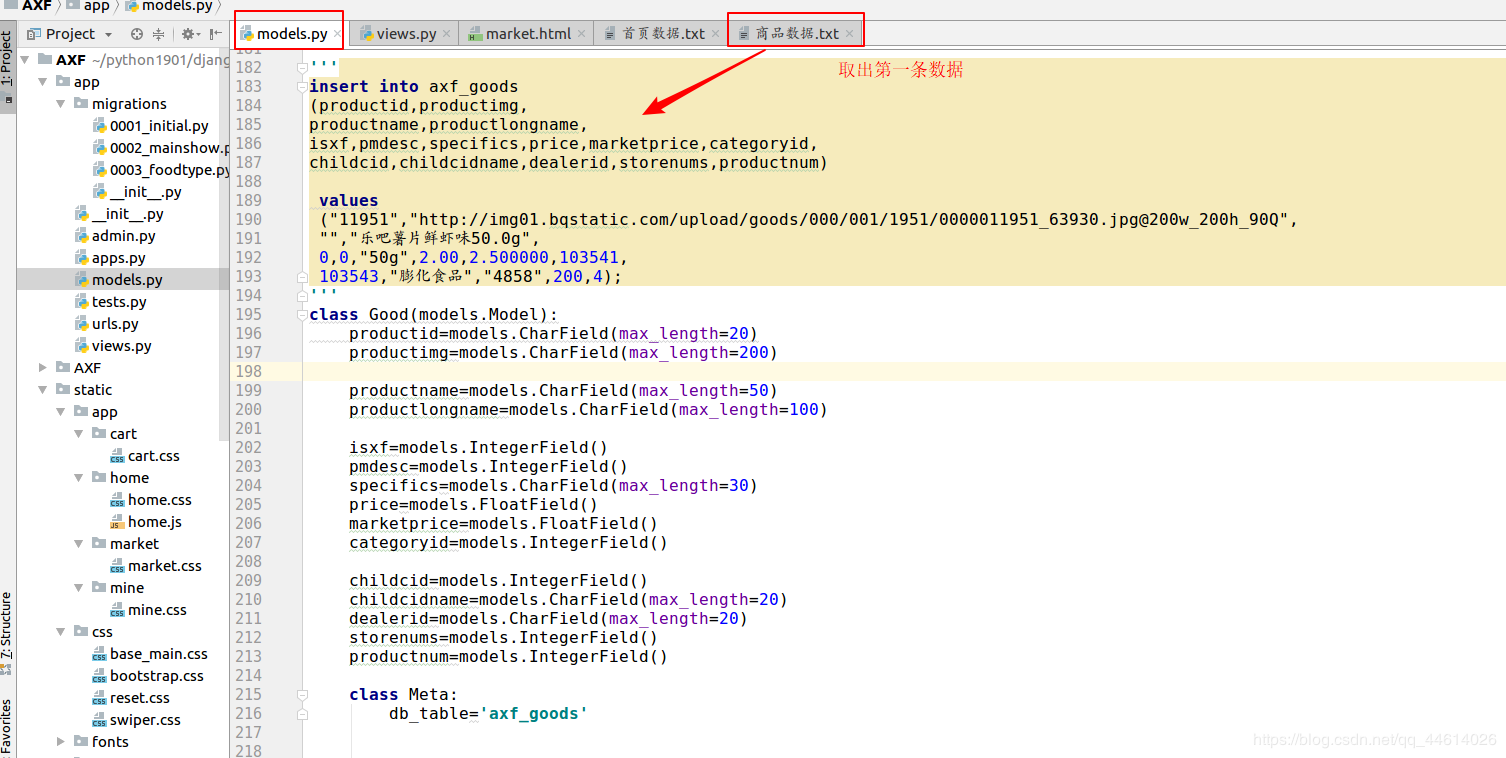 AXF app models.py
1: Project
Project
models.py views.py market.html 首页数据.txt 商品数据.txt
取出第一条数据
AXF ~/python1901/djang
app
migrations
0001_initial.py
0002_mainshow.p
0003_foodtype.py
__init__.py
__init__.py
admin.py
apps.py
models.py
tests.py
urls.py
views.py
AXF
static
app
cart
cart.css
home
home.css
home.js
market
market.css
mine
mine.css
css
base_main.css
bootstrap.css
reset.css
swiper.css
fonts
7: Structure
Favorites
181
182 '''
183 insert into axf_goods
184 (productid,productimg,
185 productname,productlongname,
186 isxf,pmdesc,specifics,price,marketprice,categoryid,
187 childcid,childcidname,dealerid,storenums,productnum)
188
189 values
190 ("11951","http://img01.bqstatic.com/upload/goods/000/001/1951/0000011951_63930.jpg@200w_200h_90Q",
191 "","乐吧薯片鲜虾味50.0g",
192 0,0,"50g",2.00,2.500000,103541,
193 103543,"膨化食品","4858",200,4);
194 '''
195 class Good(models.Model):
196 productid=models.CharField(max_length=20)
197 productimg=models.CharField(max_length=200)
198
199 productname=models.CharField(max_length=50)
200 productlongname=models.CharField(max_length=100)
201
202 isxf=models.IntegerField()
203 pmdesc=models.IntegerField()
204 specifics=models.CharField(max_length=30)
205 price=models.FloatField()
206 marketprice=models.FloatField()
207 categoryid=models.IntegerField()
208
209 childcid=models.IntegerField()
210 childcidname=models.CharField(max_length=20)
211 dealerid=models.CharField(max_length=20)
212 storenums=models.IntegerField()
213 productnum=models.IntegerField()
214
215 class Meta:
216 db_table='axf_goods'
217
218
https://blog.csdn.net/qq_44614026